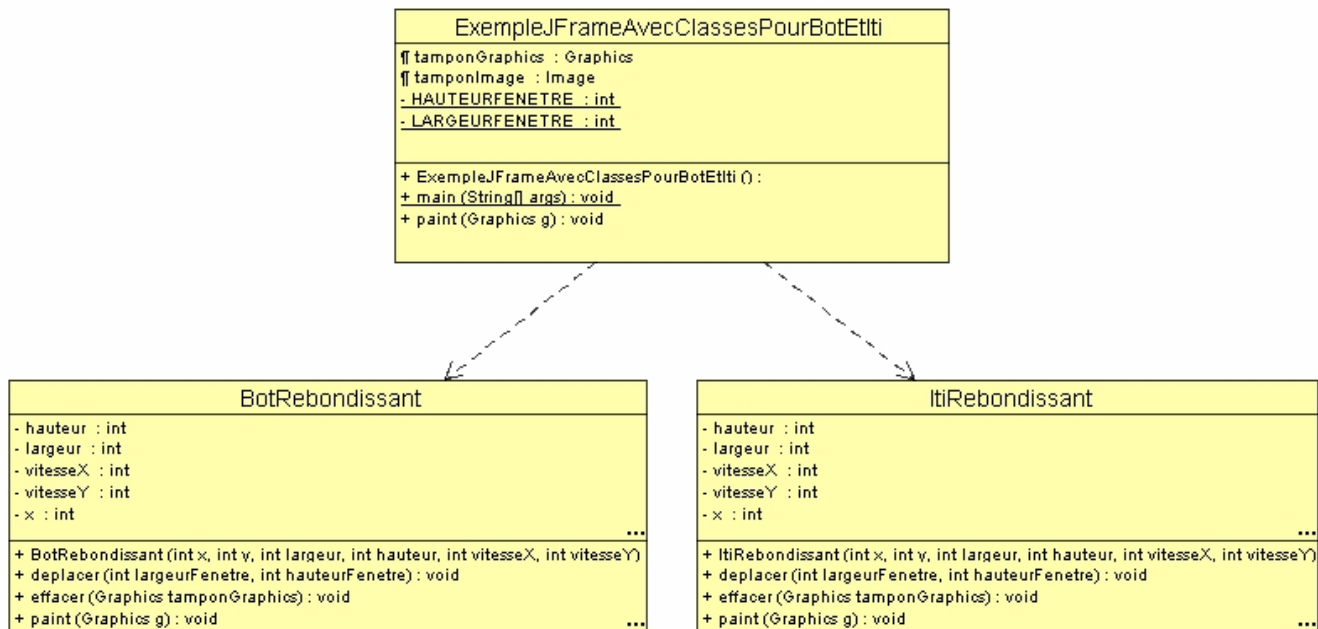 ExempleJFrameAvecClassesPourBotEtIti
¶ tamponGraphics : Graphics
¶ tamponImage : Image
- HAUTEURFENETRE : int
- LARGEURFENETRE : int
+ ExempleJFrameAvecClassesPourBotEtIti () :
+ main (String[] args) : void
+ paint (Graphics g) : void
BotRebondissant
- hauteur : int
- largeur : int
- vitesseX : int
- vitesseY : int
- x : int
...
+ BotRebondissant (int x, int y, int largeur, int hauteur, int vitesseX, int vitesseY)
+ deplacer (int largeurFenetre, int hauteurFenetre) : void
+ effacer (Graphics tamponGraphics) : void
+ paint (Graphics g) : void
...
ItiRebondissant
- hauteur : int
- largeur : int
- vitesseX : int
- vitesseY : int
- x : int
...
+ ItiRebondissant (int x, int y, int largeur, int hauteur, int vitesseX, int vitesseY)
+ deplacer (int largeurFenetre, int hauteurFenetre) : void
+ effacer (Graphics tamponGraphics) : void
+ paint (Graphics g) : void
...